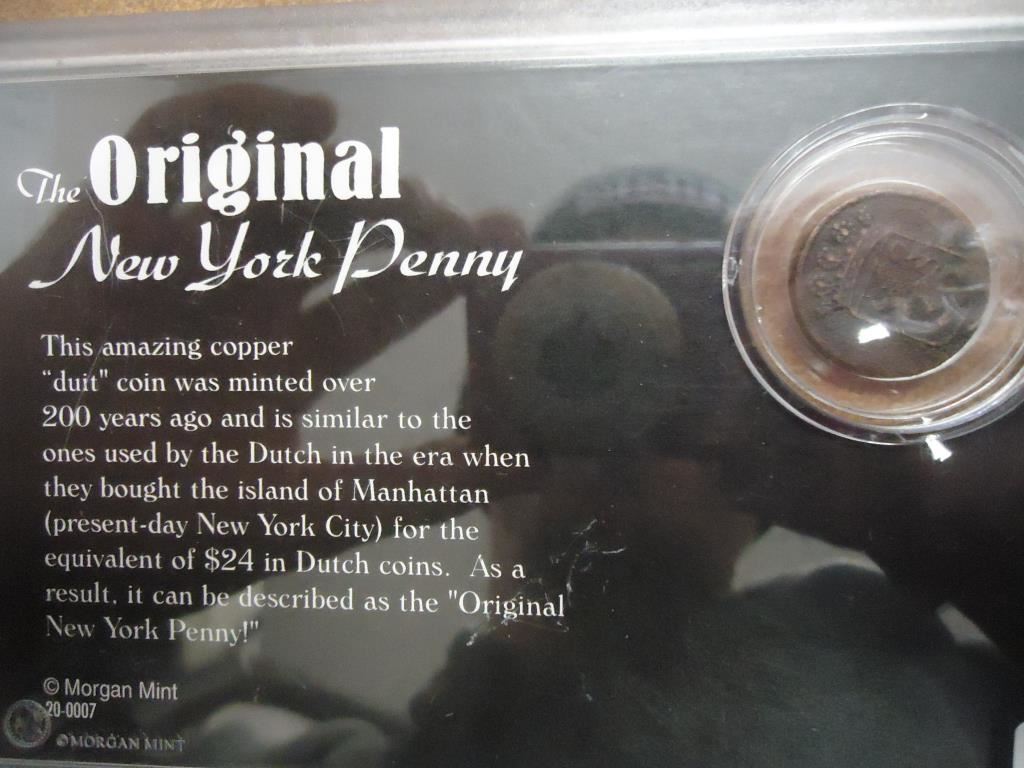 The Original
New York Penny
This amazing copper
“duit" coin was minted over
200 years ago and is similar to the
ones used by the Dutch in the era when
they bought the island of Manhattan
(present-day New York City) for the
equivalent of $24 in Dutch coins. As a
result, it can be described as the "Original
New York Penny!"
© Morgan Mint
20-0007
© MORGAN MINT